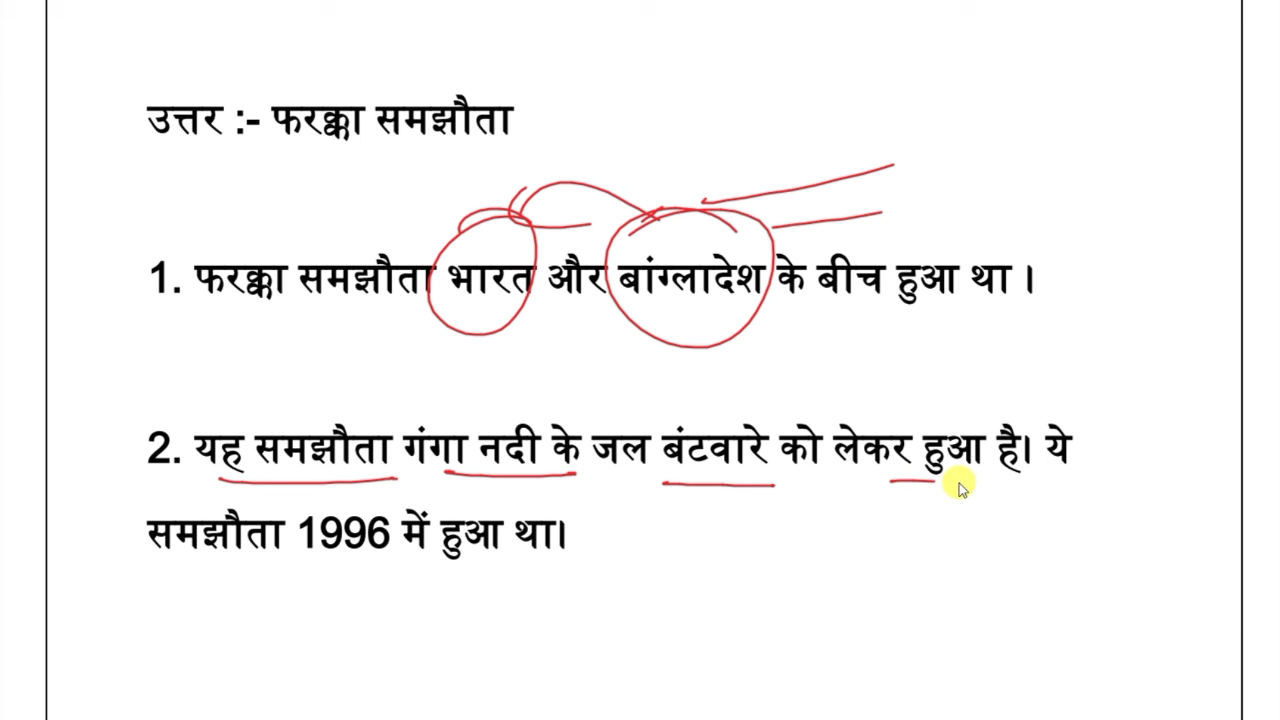 उत्तर :- फरक्का समझौता
1. फरक्का समझौता भारत और बांग्लादेश के बीच हुआ था ।
2. यह समझौता गंगा नदी के जल बंटवारे को लेकर हुआ है। ये
समझौता 1996 में हुआ था।